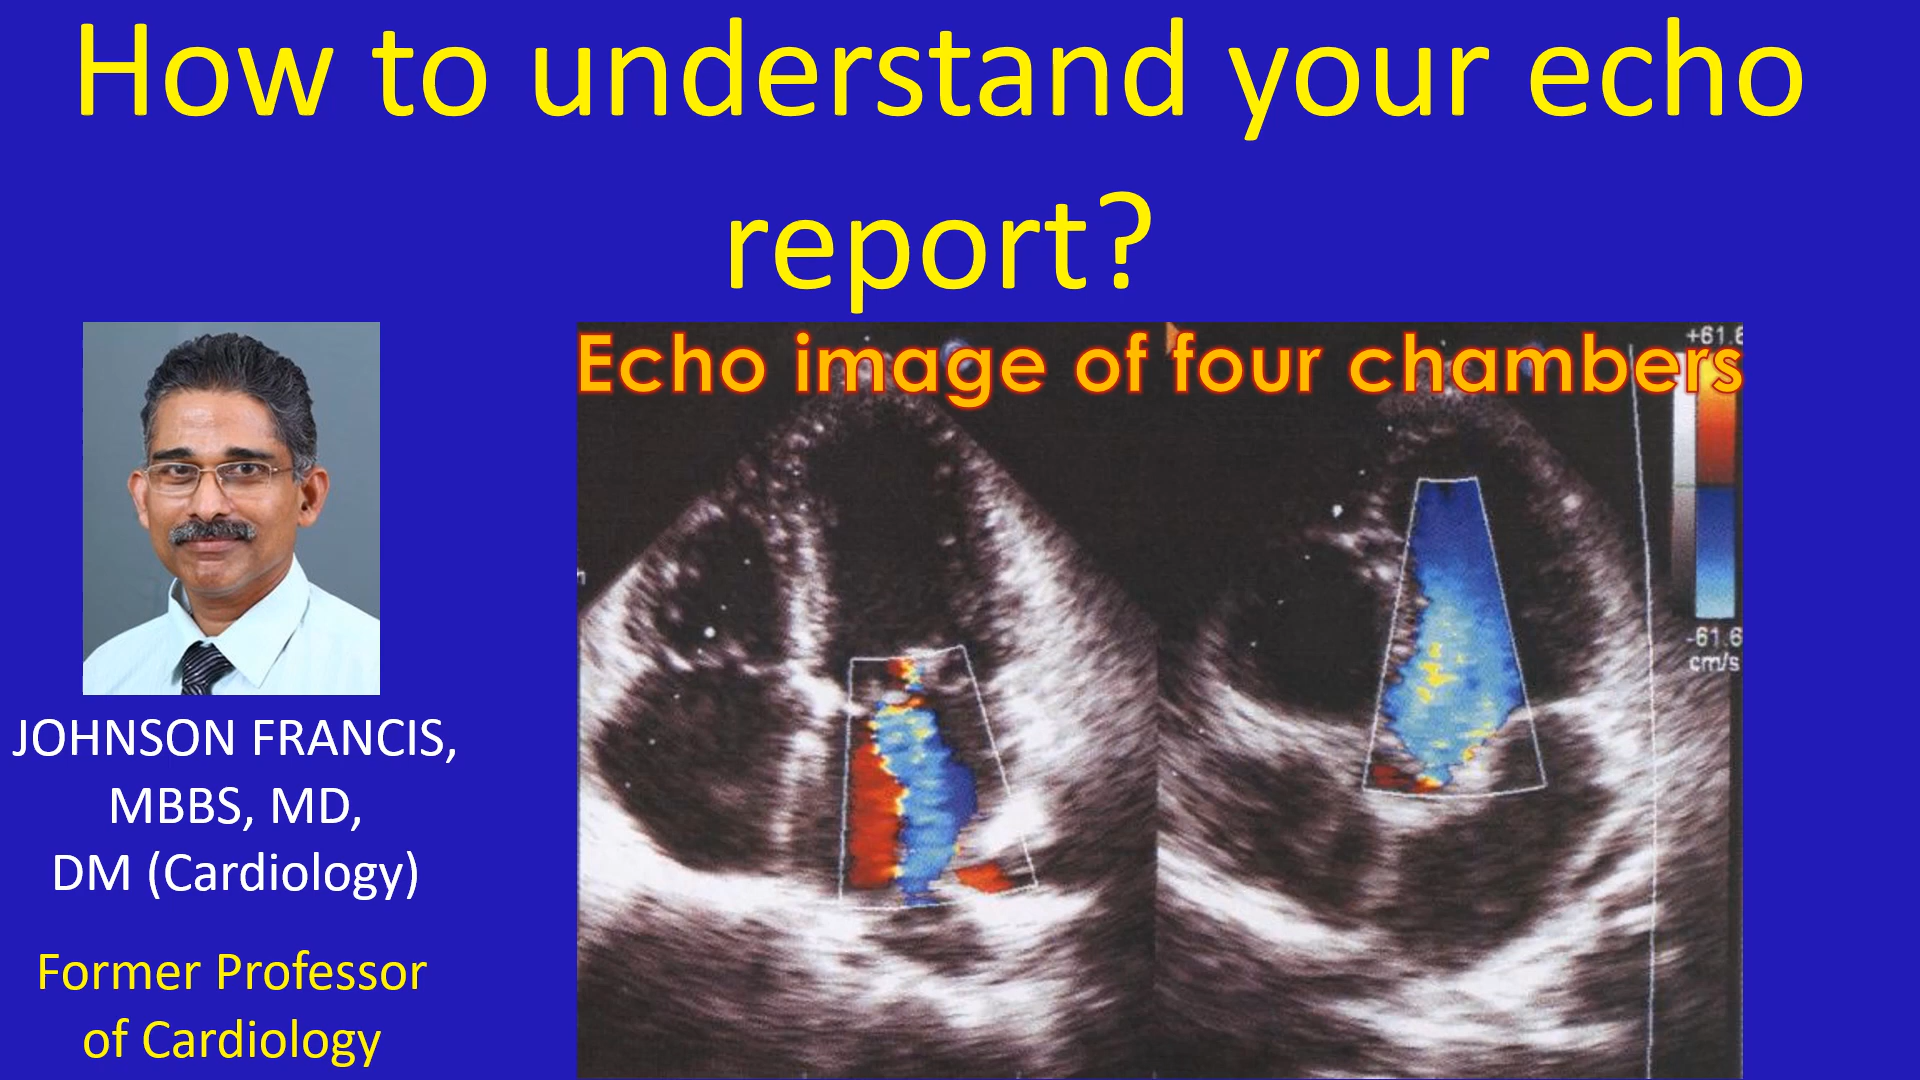 How to understand your echo
report?
Echo image of four chambers
+61.6
-61.6
cm/s
JOHNSON FRANCIS,
MBBS, MD,
DM (Cardiology)
Former Professor
of Cardiology